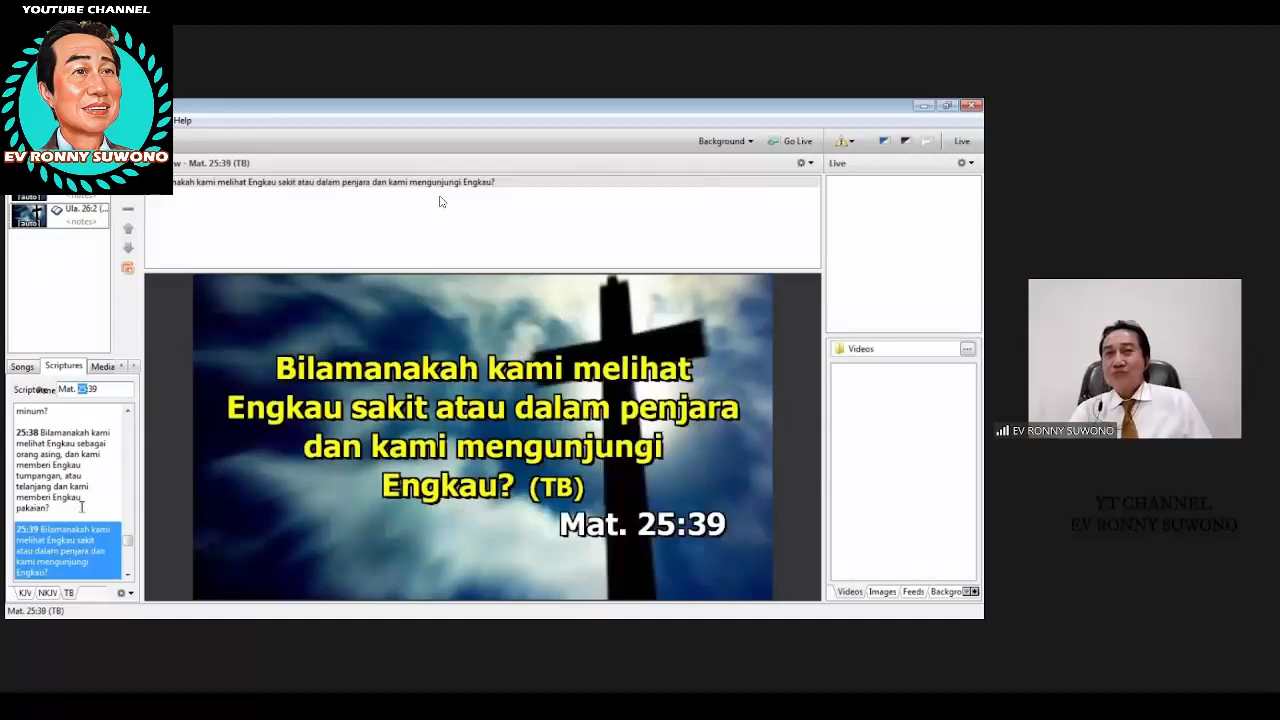 YOUTUBE CHANNEL
EV RONNY SUWONO
Help
Background
Go Live
Live
Mat. 25:39 (TB)
kami melihat Engkau sakit atau dalam penjara dan kami mengunjungi Engkau?
Live
[auto]
Ula. 26:2 (...
<notes>
[auto]
Bilamanakah kami melihat
Engkau sakit atau dalam penjara
dan kami mengunjungi
Engkau? (TB)
Mat. 25:39
Songs
Scriptures
Media
Mat. 25:39
minum?
25:38 Bilamanakah kami
melihat Engkau sebagai
orang asing, dan kami
memberi Engkau
tumpangan, atau
telanjang dan kami
memberi Engkau
pakaian?
25:39 Bilamanakah kami
melihat Engkau sakit
atau dalam penjara dan
kami mengunjungi
Engkau?
KJV
NKJV
TB
Mat. 25:39 (TB)
Videos
Videos
Images
Feeds
Backgro
EV RONNY SUWONO
YT CHANNEL
EV RONNY SUWONO